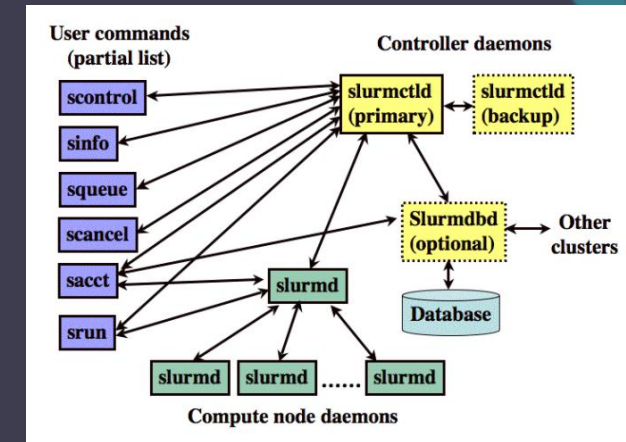 User commands
(partial list)
Controller daemons
scontrol
sinfo
squeue
scancel
sacct
srun
slurmctld
(primary)
slurmctld
(backup)
Slurmdbd
(optional)
Other
clusters
Database
slurmd
slurmd
slurmd
......
slurmd
Compute node daemons